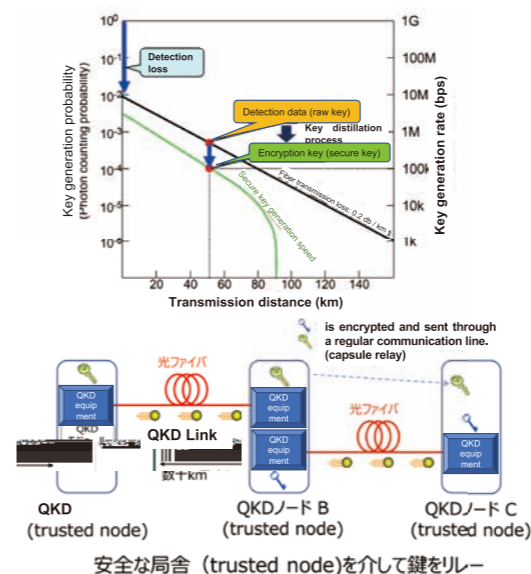 Key generation probability
(Photon counting probability)
10⁰
10⁻¹
10⁻²
10⁻³
10⁻⁴
10⁻⁵
1G
100M
10M
1M
100k
10k
1k
Key generation rate (bps)
Detection
loss
Detection data (raw key)
Key distillation
process
Encryption key (secure key)
Fiber transmission loss: 0.2 db / km
Secure key generation speed
20 40 60 80 100 120 140
Transmission distance (km)
is encrypted and sent through
a regular communication line.
(capsule relay)
光ファイバ
QKD
equip
ment
QKD
QKD Link
数十km
QKD
equip
ment
QKD
equip
ment
光ファイバ
QKD
equip
ment
QKD
(trusted node)
QKDノード B
(trusted node)
QKDノード C
(trusted node)
安全な局舎（trusted node)を介して鍵をリレー